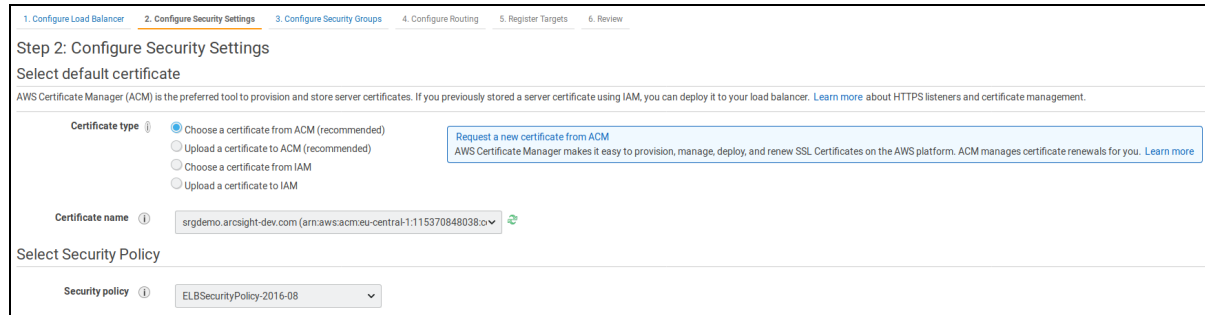 1. Configure Load Balancer 2. Configure Security Settings 3. Configure Security Groups 4. Configure Routing 5. Register Targets 6. Review
Step 2: Configure Security Settings
Select default certificate
AWS Certificate Manager (ACM) is the preferred tool to provision and store server certificates. If you previously stored a server certificate using IAM, you can deploy it to your load balancer. Learn more about HTTPS listeners and certificate management.
Certificate type i Choose a certificate from ACM (recommended)
Upload a certificate to ACM (recommended)
Choose a certificate from IAM
Upload a certificate to IAM
Request a new certificate from ACM
AWS Certificate Manager makes it easy to provision, manage, deploy, and renew SSL Certificates on the AWS platform. ACM manages certificate renewals for you. Learn more
Certificate name i srgdemo.arcsight-dev.com (arn:aws:acm:eu-central-1:115370848038:c
Select Security Policy
Security policy i ELBSecurityPolicy-2016-08